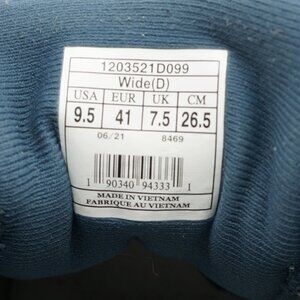 1203521D099
Wide(D)
USA EUR UK CM
9.5 41 7.5 26.5
06/21 8469
1 90340 94333 1
MADE IN VIETNAM
FABRIQUE AU VIETNAM